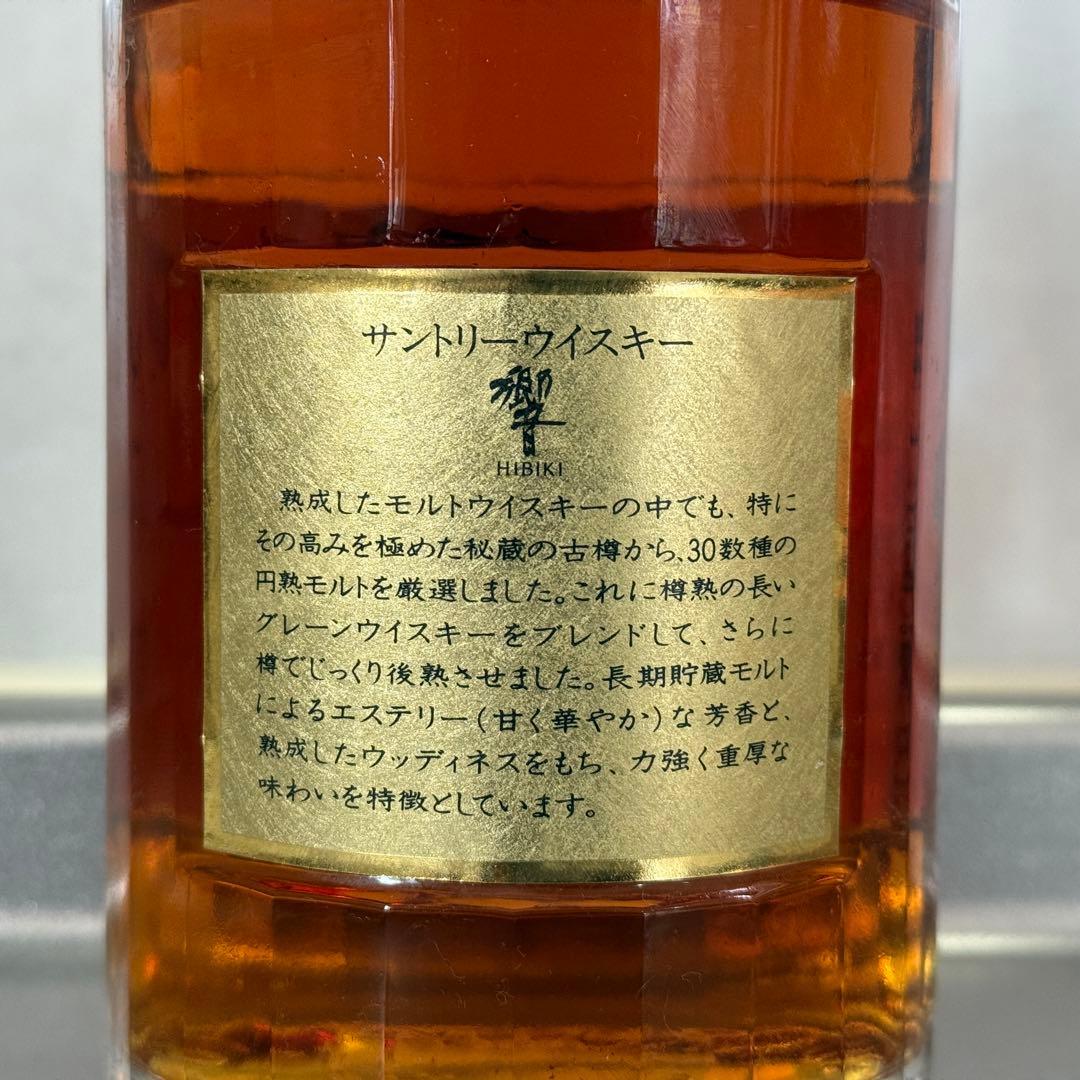 サントリーウイスキー
響
HIBIKI
熟成したモルトウイスキーの中でも、特に
その高みを極めた秘蔵の古樽から、30数種の
円熟モルトを厳選しました。これに樽熟の長い
グレーンウイスキーをブレンドして、さらに
樽でじっくり後熟させました。長期貯蔵モルト
によるエステリー(甘く華やか)な芳香と、
熟成したウッディネスをもち、力強く重厚な
味わいを特徴としています。